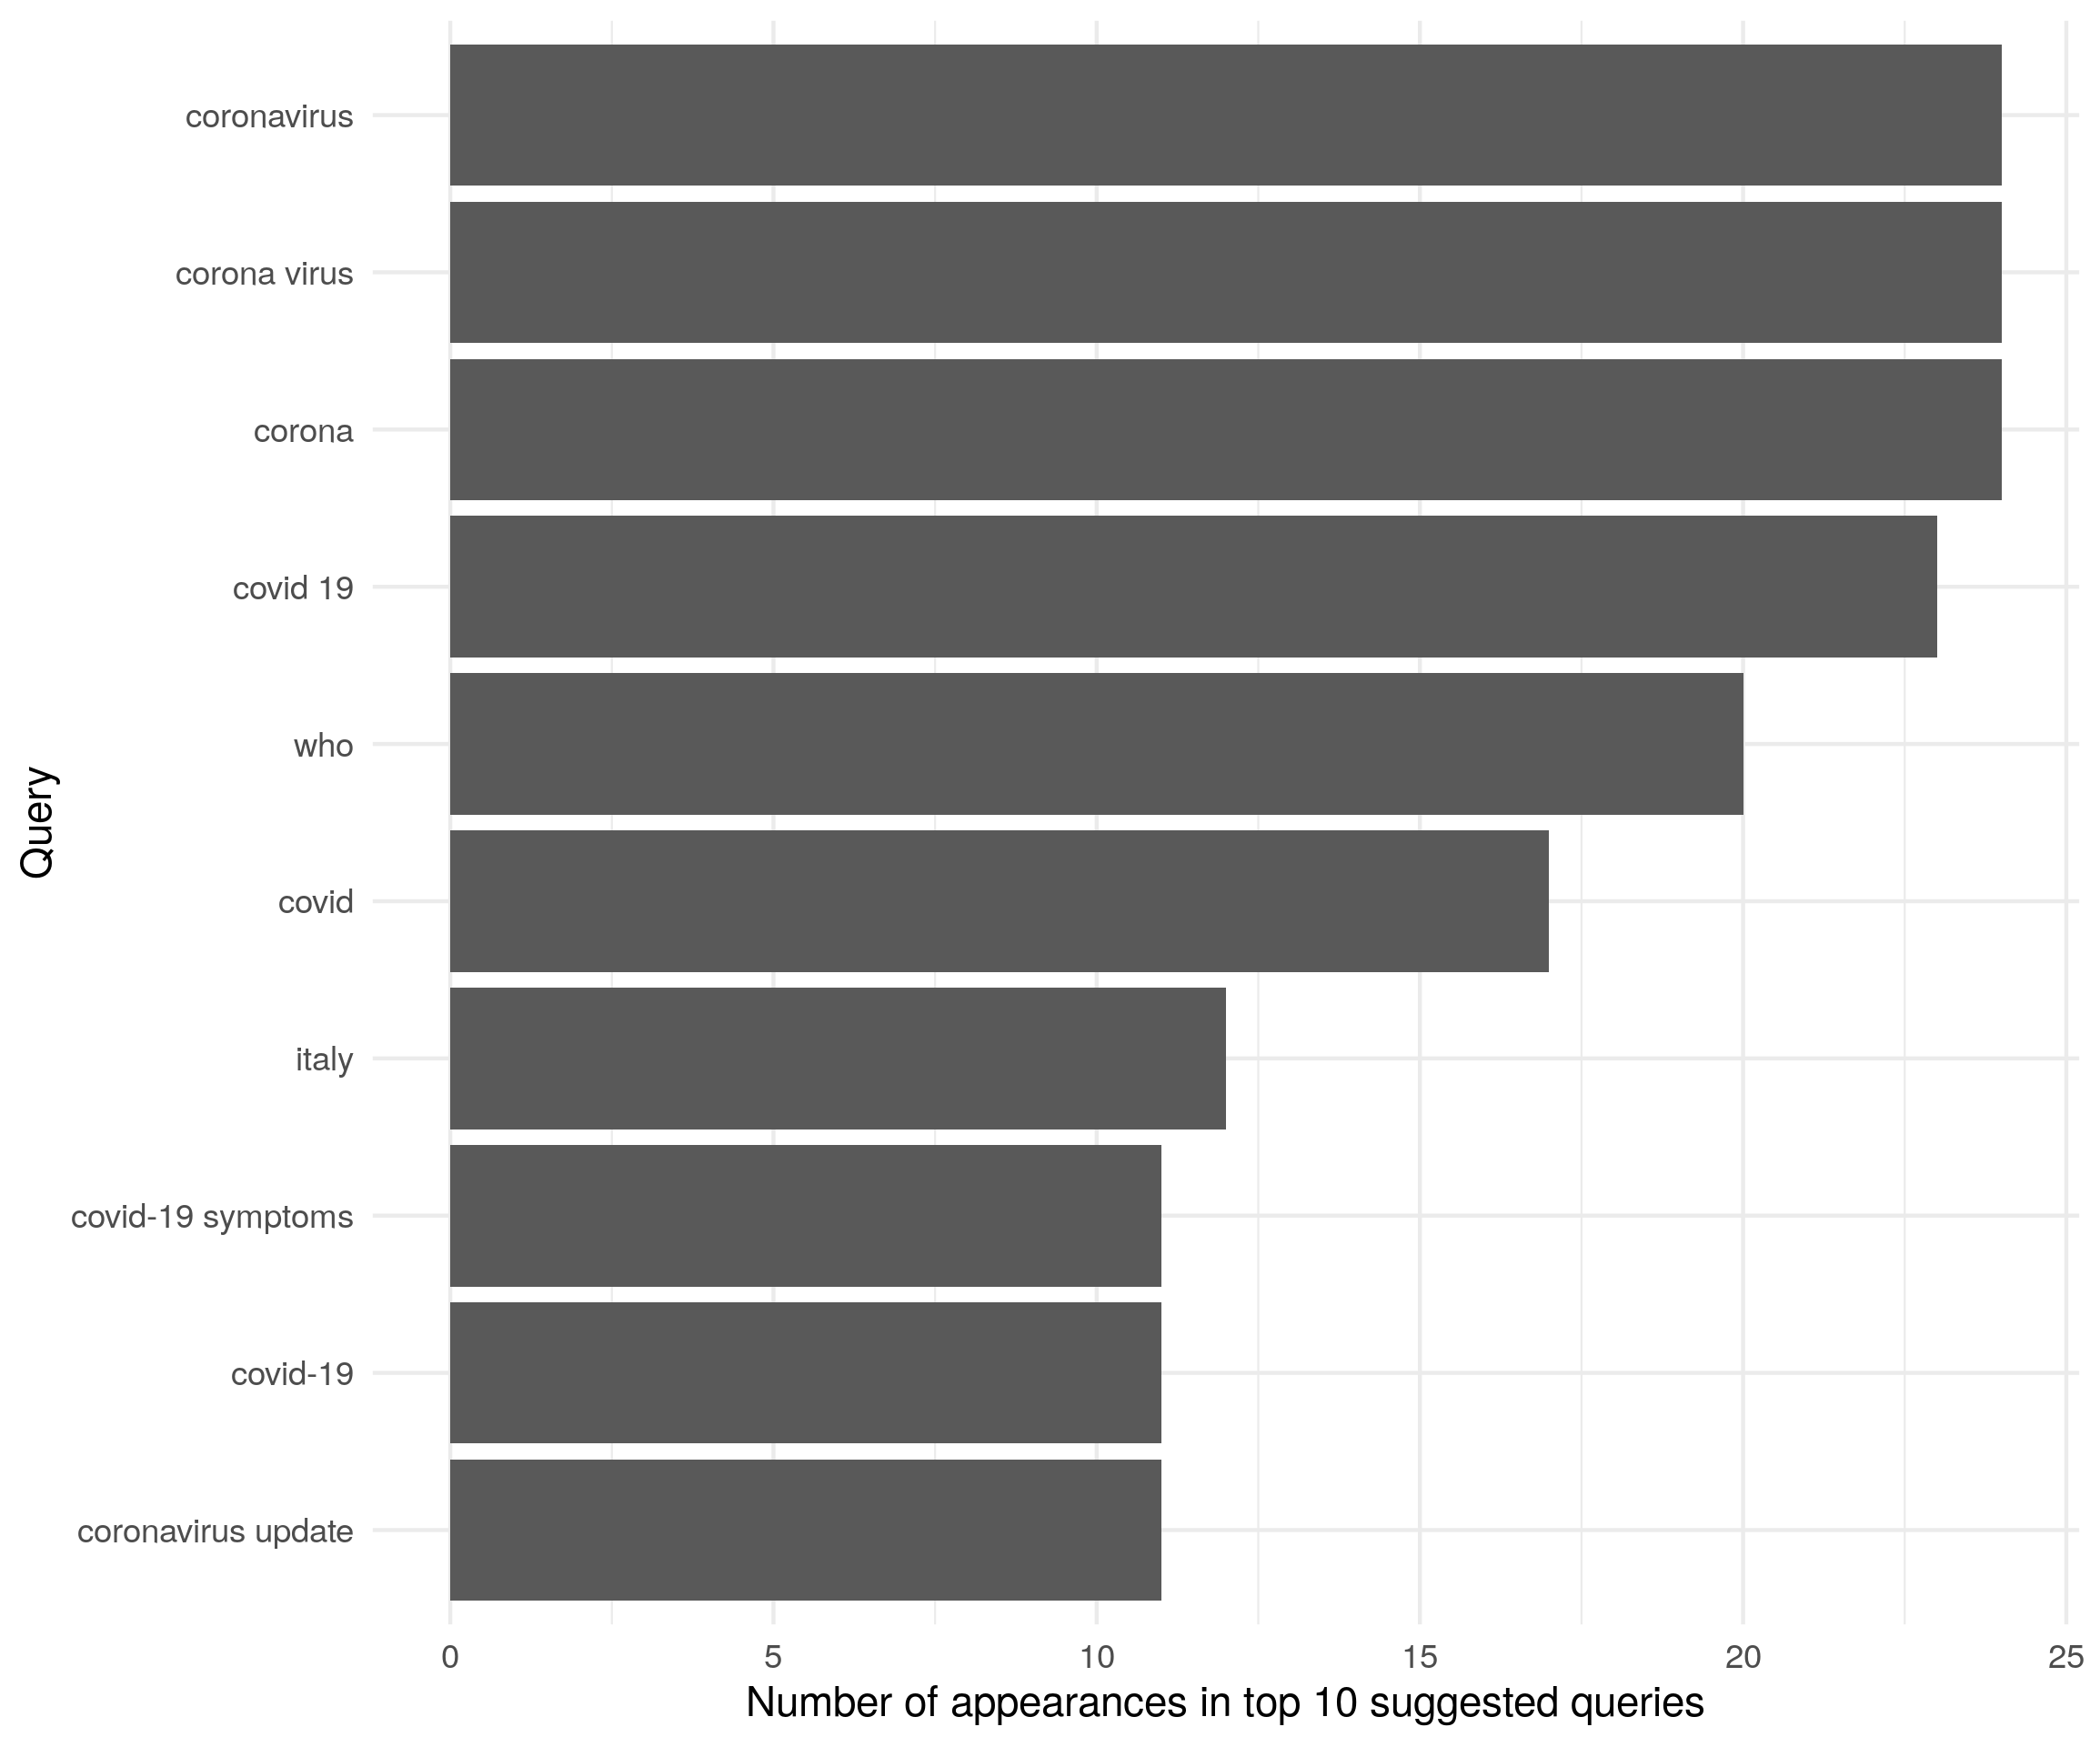 coronavirus
corona virus
corona
covid 19
who
covid
italy
covid-19 symptoms
covid-19
coronavirus update
Query
0 5 10 15 20 25
Number of appearances in top 10 suggested queries